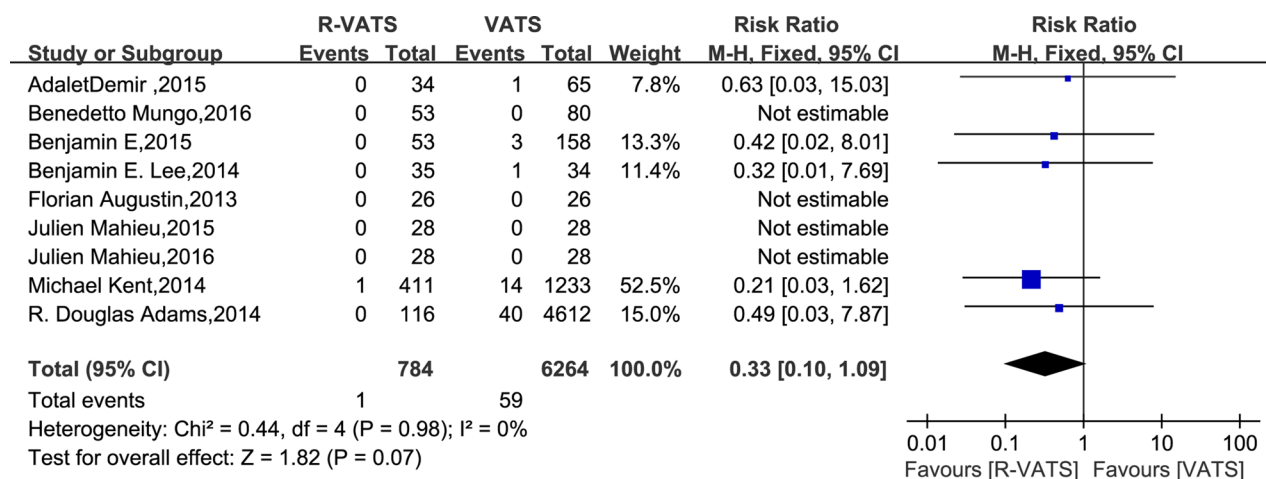 R-VATS VATS Risk Ratio Risk Ratio
Study or Subgroup Events Total Events Total Weight M-H, Fixed, 95% CI M-H, Fixed, 95% CI
AdaletDemir ,2015 0 34 1 65 7.8% 0.63 [0.03, 15.03]
Benedetto Mungo,2016 0 53 0 80 Not estimable
Benjamin E,2015 0 53 3 158 13.3% 0.42 [0.02, 8.01]
Benjamin E. Lee,2014 0 35 1 34 11.4% 0.32 [0.01, 7.69]
Florian Augustin,2013 0 26 0 26 Not estimable
Julien Mahieu,2015 0 28 0 28 Not estimable
Julien Mahieu,2016 0 28 0 28 Not estimable
Michael Kent,2014 1 411 14 1233 52.5% 0.21 [0.03, 1.62]
R. Douglas Adams,2014 0 116 40 4612 15.0% 0.49 [0.03, 7.87]
Total (95% CI) 784 6264 100.0% 0.33 [0.10, 1.09]
Total events 1 59
Heterogeneity: Chi² = 0.44, df = 4 (P = 0.98); I² = 0%
Test for overall effect: Z = 1.82 (P = 0.07)
0.01 0.1 1 10 100
Favours [R-VATS] Favours [VATS]